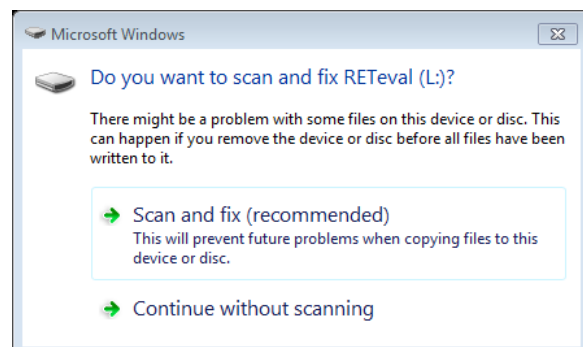 Microsoft Windows
Do you want to scan and fix RETeval (L:)?
There might be a problem with some files on this device or disc. This
can happen if you remove the device or disc before all files have been
written to it.
Scan and fix (recommended)
This will prevent future problems when copying files to this
device or disc.
Continue without scanning